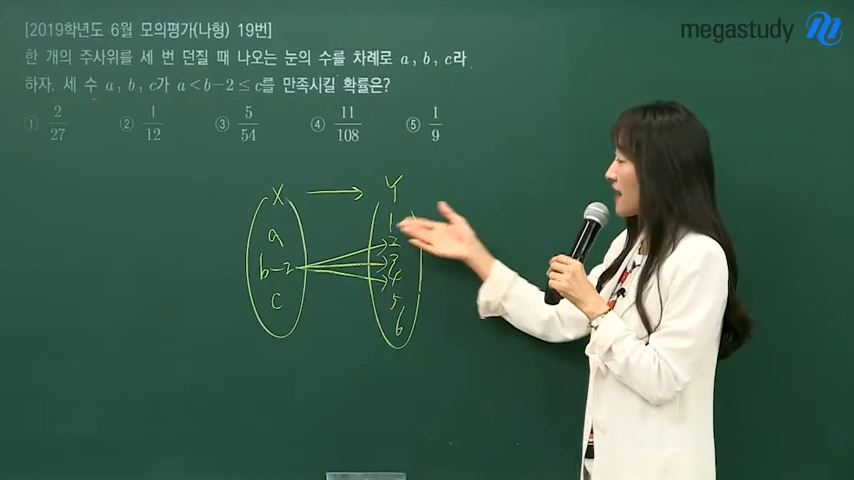 [2019학년도 6월 모의평가(나형) 19번]
megastudy
한 개의 주사위를 세 번 던질 때 나오는 눈의 수를 차례로 a, b, c라
하자. 세 수 a, b, c가 a < b - 2 ≤ c를 만족시킬 확률은?
① 2/27 ② 1/12 ③ 5/54 ④ 11/108 ⑤ 1/9
X → Y
a
b-2
c
1
2
3
4
5
6